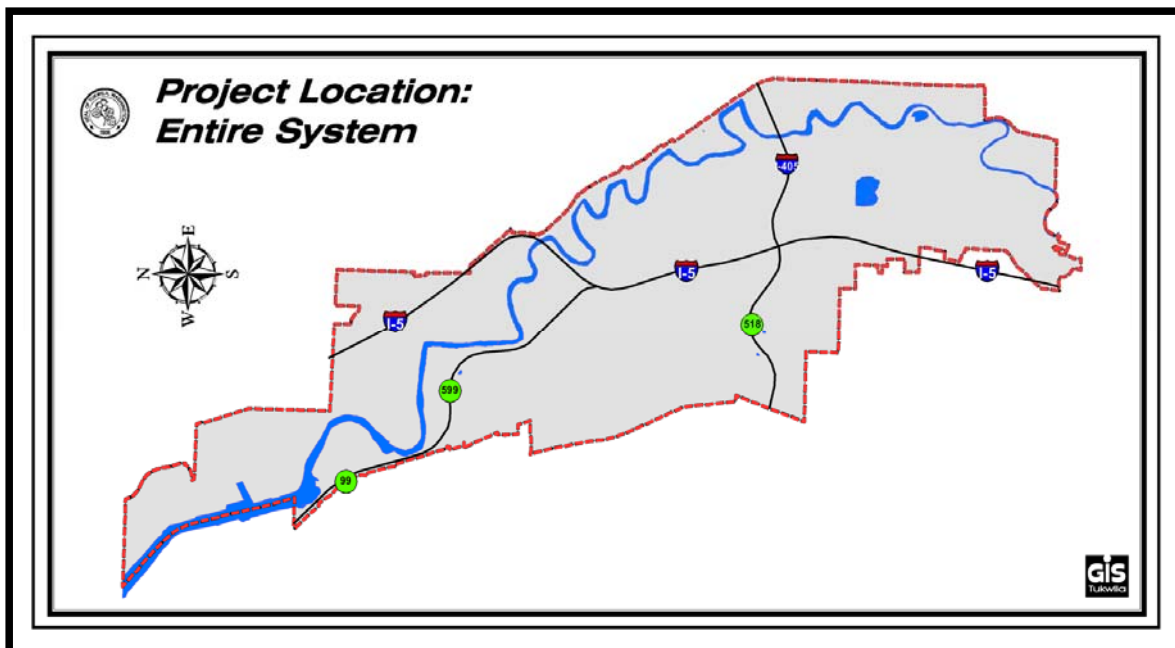 Project Location:
Entire System
E
N
S
W
I-405
I-5
I-5
I-5
518
599
99
GIS
Tukwila